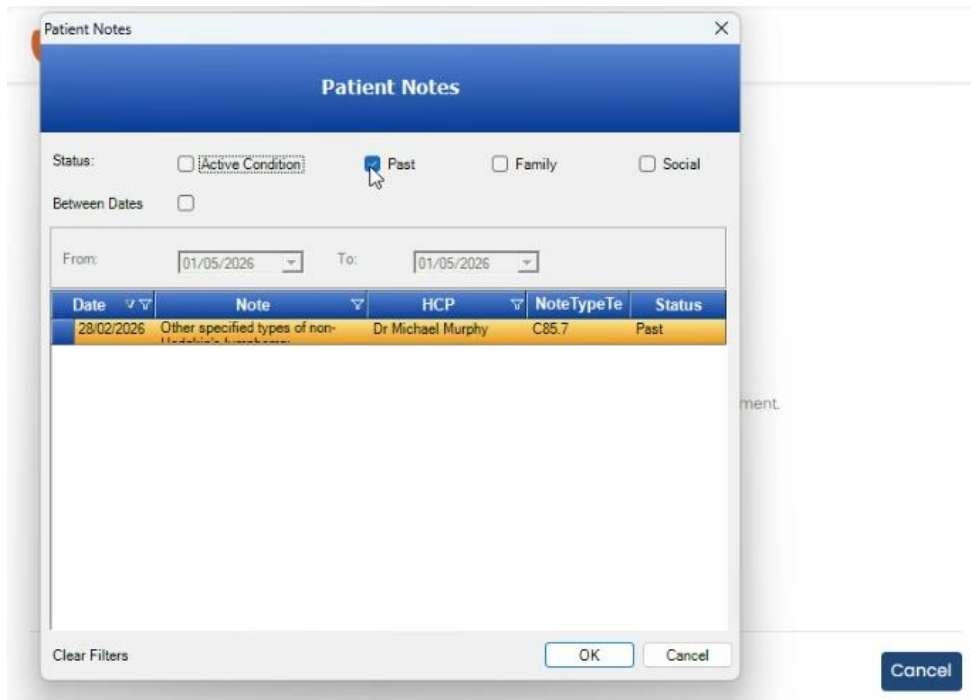 Patient Notes
Patient Notes
Status: Active Condition Past Family Social
Between Dates
From: 01/05/2026 To: 01/05/2026
Date Note HCP NoteTypeTe Status
28/02/2026 Other specified types of non- Dr Michael Murphy C85.7 Past
ment.
Clear Filters OK Cancel
Cancel